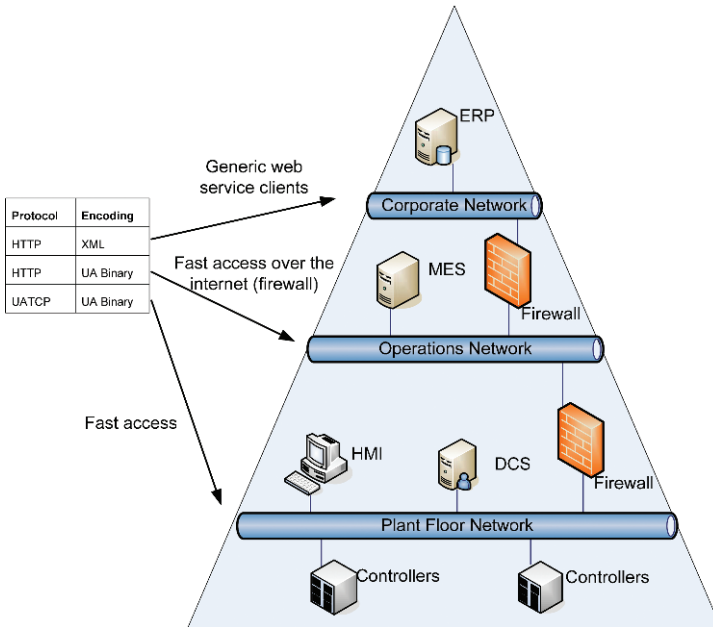 ERP
Generic web
service clients
Corporate Network
Protocol Encoding
HTTP XML
HTTP UA Binary
UATCP UA Binary
Fast access over the
internet (firewall)
MES
Firewall
Operations Network
Fast access
HMI
DCS
Firewall
Plant Floor Network
Controllers
Controllers